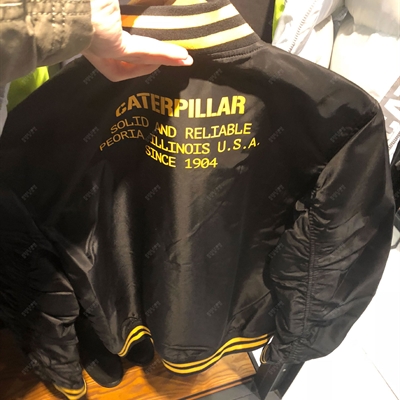 CATERPILLAR
SOLID AND RELIABLE
PEORIA ILLINOIS U.S.A.
SINCE 1904